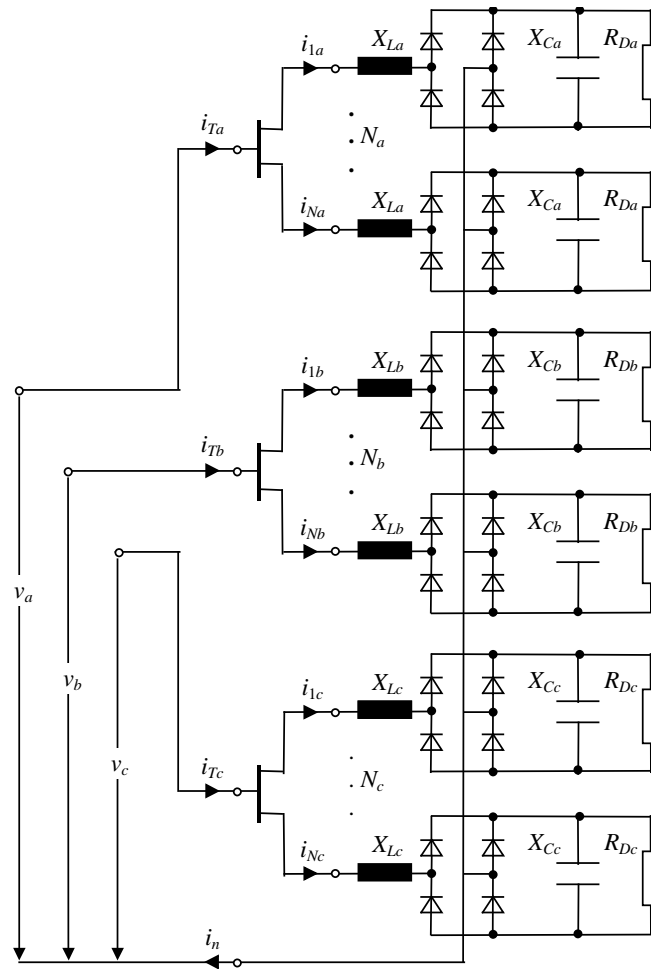 i1a XLa XCa RDa
iTa Na
iNa XLa XCa RDa
i1b XLb XCb RDb
iTb Nb
iNb XLb XCb RDb
va
vb
vc
i1c XLc XCc RDc
iTc Nc
iNc XLc XCc RDc
in